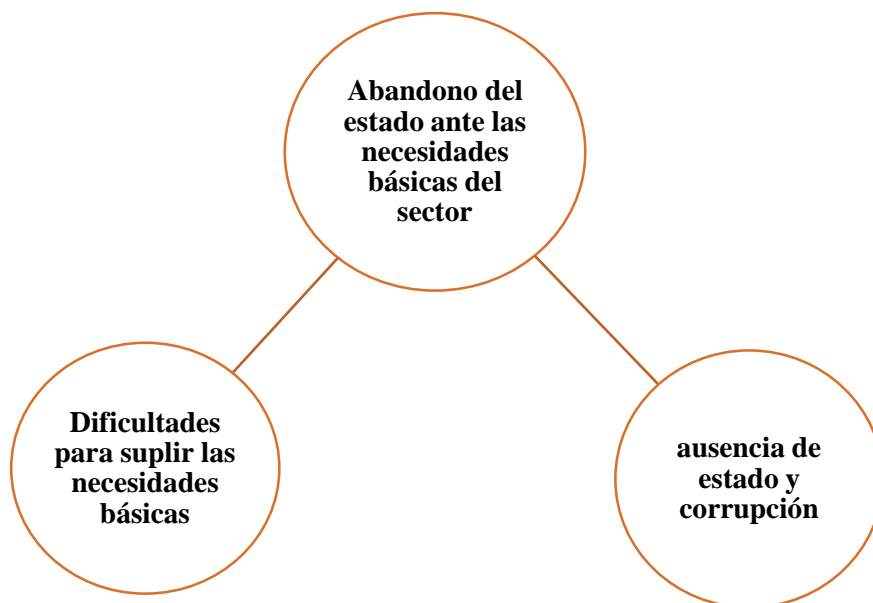 Abandono del
estado ante las
necesidades
básicas del
sector
Dificultades
para suplir las
necesidades
básicas
ausencia de
estado y
corrupción